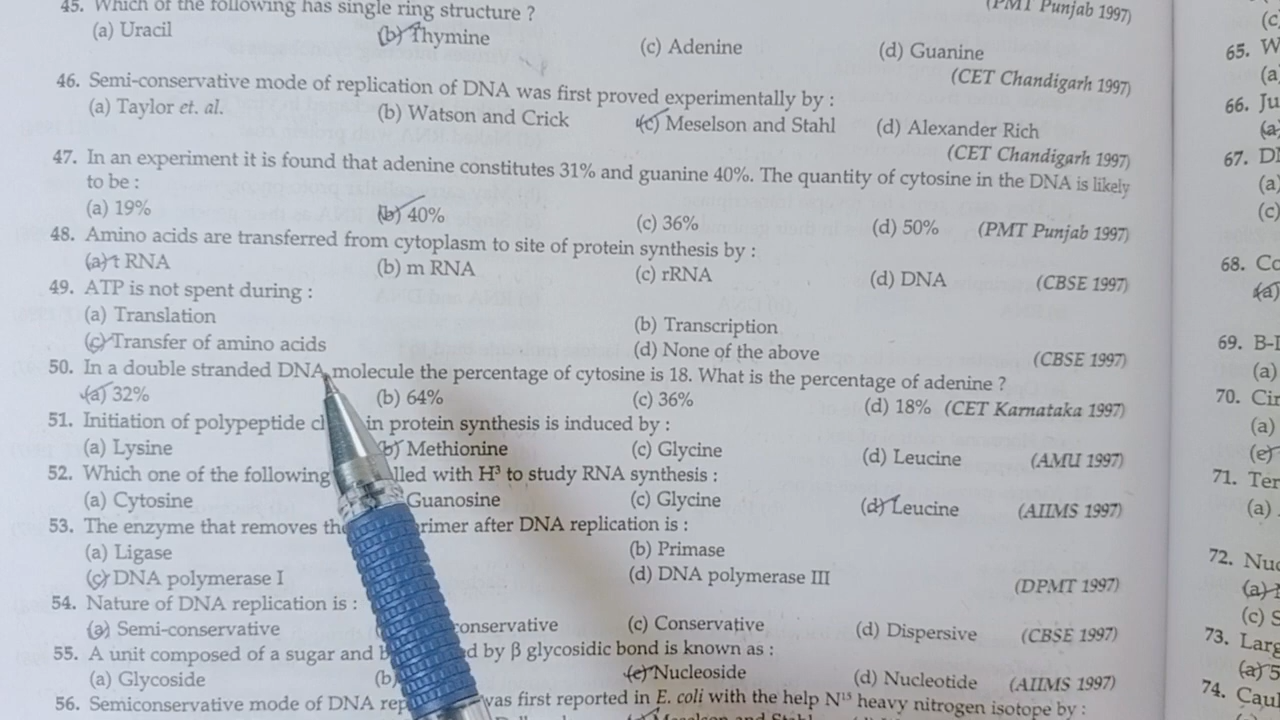 45. Which of the following has single ring structure ?
(PMT Punjab 1997)
(a) Uracil (b) Thymine (c) Adenine (d) Guanine
(CET Chandigarh 1997)
46. Semi-conservative mode of replication of DNA was first proved experimentally by :
(a) Taylor et. al. (b) Watson and Crick (c) Meselson and Stahl (d) Alexander Rich
(CET Chandigarh 1997)
47. In an experiment it is found that adenine constitutes 31% and guanine 40%. The quantity of cytosine in the DNA is likely
to be :
(a) 19% (b) 40% (c) 36% (d) 50% (PMT Punjab 1997)
48. Amino acids are transferred from cytoplasm to site of protein synthesis by :
(a) t RNA (b) m RNA (c) rRNA (d) DNA (CBSE 1997)
49. ATP is not spent during :
(a) Translation (b) Transcription
(c) Transfer of amino acids (d) None of the above (CBSE 1997)
50. In a double stranded DNA molecule the percentage of cytosine is 18. What is the percentage of adenine ?
(a) 32% (b) 64% (c) 36% (d) 18% (CET Karnataka 1997)
51. Initiation of polypeptide in protein synthesis is induced by :
(a) Lysine (b) Methionine (c) Glycine (d) Leucine (AMU 1997)
52. Which one of the following with H³ to study RNA synthesis :
(a) Cytosine Guanosine (c) Glycine (d) Leucine (AIIMS 1997)
53. The enzyme that removes after DNA replication is :
(a) Ligase (b) Primase
(c) DNA polymerase I (d) DNA polymerase III (DPMT 1997)
54. Nature of DNA replication is :
(a) Semi-conservative (c) Conservative (d) Dispersive (CBSE 1997)
55. A unit composed of a sugar and by β glycosidic bond is known as :
(a) Glycoside (b) (c) Nucleoside (d) Nucleotide (AIIMS 1997)
56. Semiconservative mode of DNA was first reported in E. coli with the help N¹⁵ heavy nitrogen isotope by :
Meselson and Stahl
(c)
65. W
(a)
66. Ju
(a)
67.
(a)
(c)
68. Co
(a)
69.
(a)
70. Cir
(a)
(c)
71. Ter
(a)
72. Nuc
(a)
(c) S
73. Larg
(a) 5
74. Caul